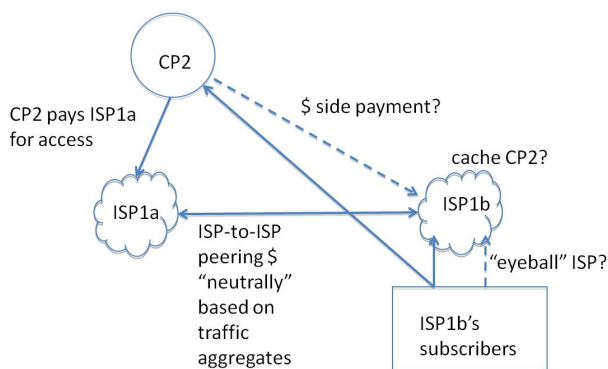 CP2
CP2 pays ISP1a
for access
$ side payment?
cache CP2?
ISP1a
ISP1b
ISP-to-ISP
peering $
“neutrally”
based on
traffic
aggregates
“eyeball” ISP?
ISP1b’s
subscribers